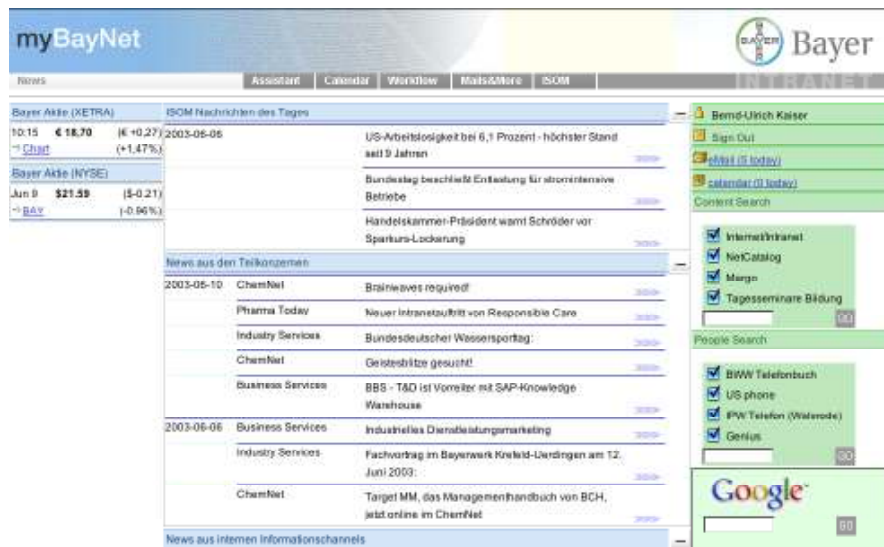 myBayNet
BAYER
Bayer
News
Assistant Calendar Workflow Mails&More ISOM
INTRANET
Bayer Aktie (XETRA)
10:15 € 18,70 (€ +0,27)
Chart (+1,47%)
Bayer Aktie (NYSE)
Jun 9 $21.59 ($-0.21)
BAY (-0.96%)
ISOM Nachrichten des Tages
2003-06-06 US-Arbeitslosigkeit bei 6,1 Prozent - höchster Stand
seit 9 Jahren
Bundestag beschließt Entlastung für stromintensive
Betriebe
Handelskammer-Präsident warnt Schröder vor
Sparkurs-Lockerung
News aus den Teilkonzernen
2003-06-10 ChemNet Brainwaves required!
Pharma Today Neuer Intranetauftritt von Responsible Care
Industry Services Bundesdeutscher Wassersporttag:
ChemNet Geistesblitze gesucht!
Business Services BBS - T&D ist Vorreiter mit SAP-Knowledge
Warehouse
2003-06-06 Business Services Industrielles Dienstleistungsmarketing
Industry Services Fachvortrag im Bayerwerk Krefeld-Uerdingen am 12.
Juni 2003:
ChemNet Target MM, das Managementhandbuch von BCH,
jetzt online im ChemNet
News aus internen Informationschannels
Bernd-Ulrich Kaiser
Sign Out
eMail (5 today)
calendar (0 today)
Content Search
Internet/Intranet
NetCatalog
Margo
Tagesseminare Bildung
GO
People Search
BWW Telefonbuch
US phone
IPW Telefon (Walsrode)
Genius
GO
Google
GO